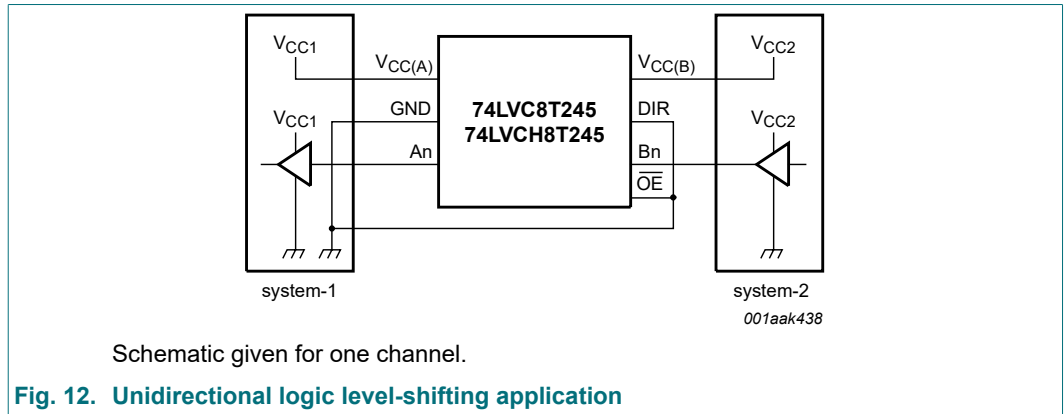 VCC1
VCC2
VCC(A)
VCC(B)
GND
74LVC8T245
74LVCH8T245
DIR
VCC1
VCC2
An
Bn
OE
system-1
system-2
001aak438
Schematic given for one channel.
Fig. 12. Unidirectional logic level-shifting application